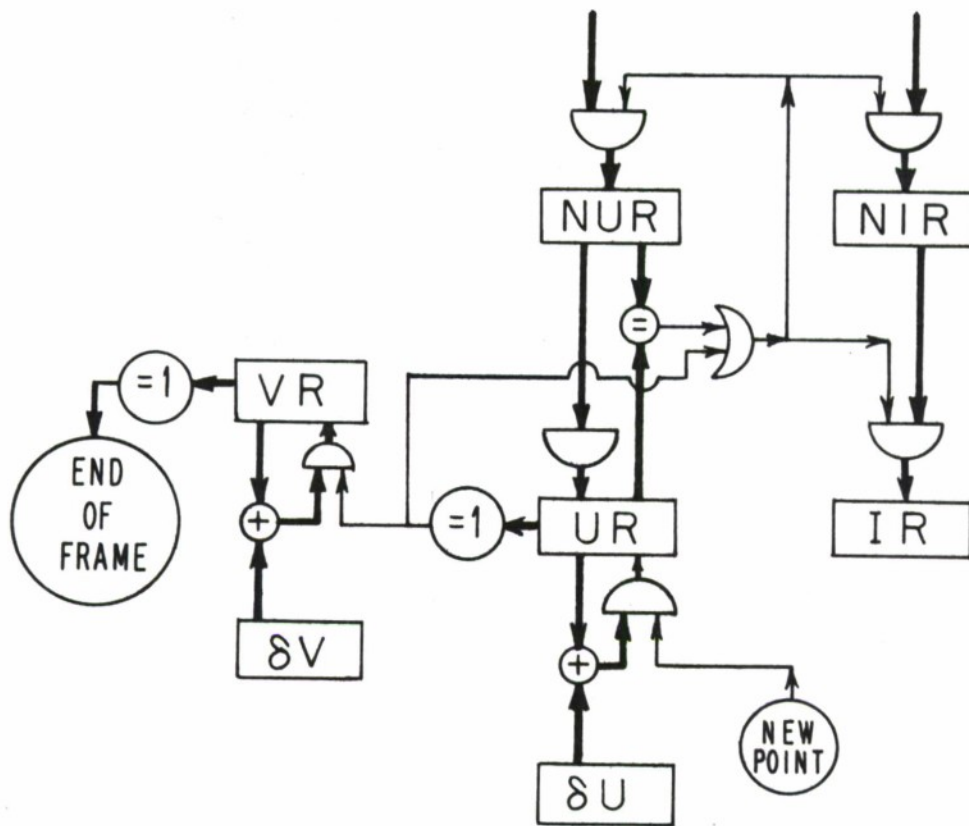 NUR
NIR
=
=1
VR
END
OF
FRAME
+
=1
UR
IR
δV
+
NEW
POINT
δU